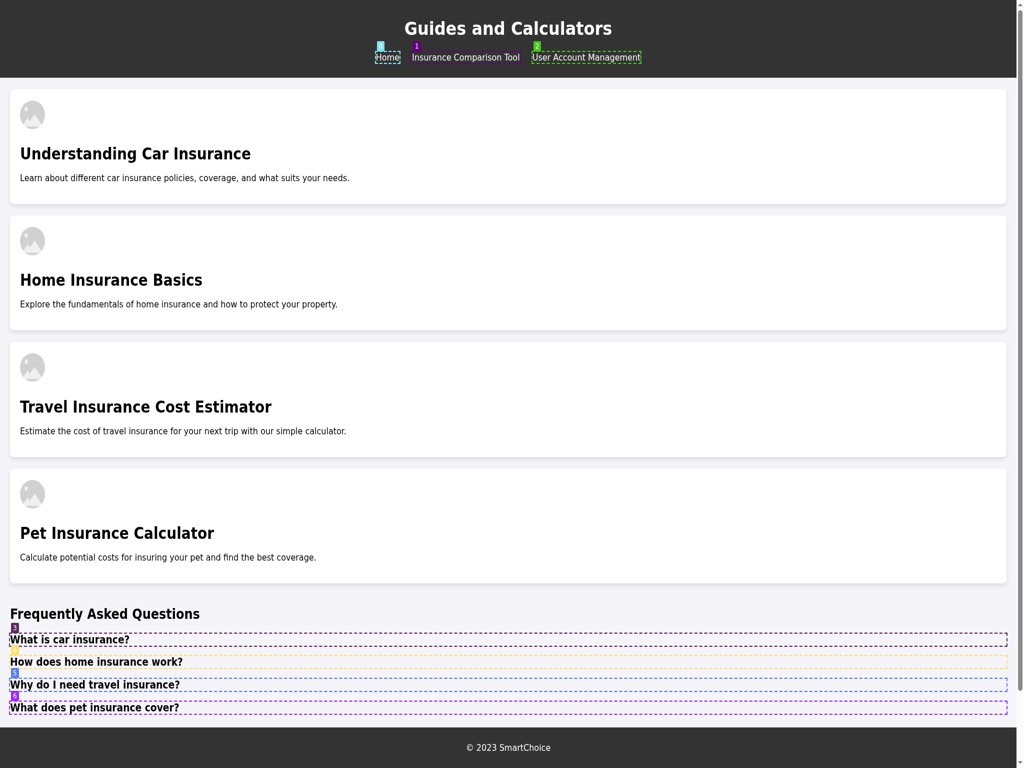 Guides and Calculators
0 1 2
Home Insurance Comparison Tool User Account Management
Understanding Car Insurance
Learn about different car insurance policies, coverage, and what suits your needs.
Home Insurance Basics
Explore the fundamentals of home insurance and how to protect your property.
Travel Insurance Cost Estimator
Estimate the cost of travel insurance for your next trip with our simple calculator.
Pet Insurance Calculator
Calculate potential costs for insuring your pet and find the best coverage.
Frequently Asked Questions
3
What is car insurance?
4
How does home insurance work?
5
Why do I need travel insurance?
6
What does pet insurance cover?
© 2023 SmartChoice